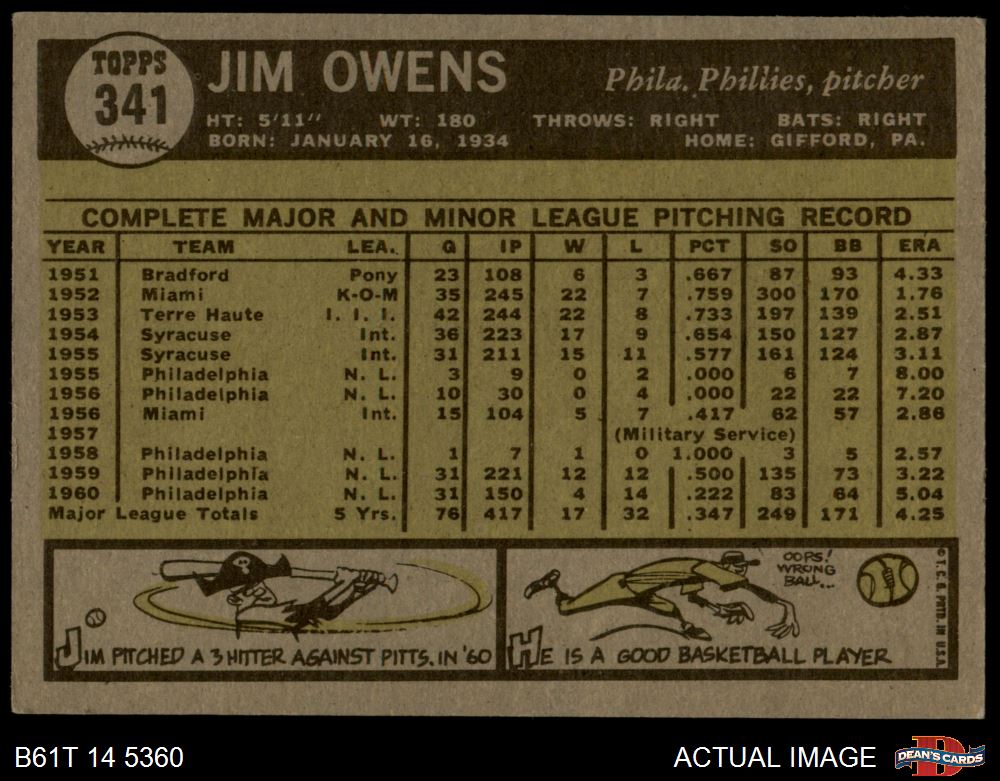 TOPPS
341
JIM OWENS
Phila. Phillies, pitcher
HT: 5'11" WT: 180 THROWS: RIGHT BATS: RIGHT
BORN: JANUARY 16, 1934 HOME: GIFFORD, PA.
COMPLETE MAJOR AND MINOR LEAGUE PITCHING RECORD
YEAR TEAM LEA. G IP W L PCT SO BB ERA
1951 Bradford Pony 23 108 6 3 .667 87 93 4.33
1952 Miami K-O-M 35 245 22 7 .759 300 170 1.76
1953 Terre Haute I. I. I. 42 244 22 8 .733 197 139 2.51
1954 Syracuse Int. 36 223 17 9 .654 150 127 2.87
1955 Syracuse Int. 31 211 15 11 .577 161 124 3.11
1955 Philadelphia N. L. 3 9 0 2 .000 6 7 8.00
1956 Philadelphia N. L. 10 30 0 4 .000 22 22 7.20
1956 Miami Int. 15 104 5 7 .417 62 57 2.86
1957 (Military Service)
1958 Philadelphia N. L. 1 7 1 0 1.000 3 5 2.57
1959 Philadelphia N. L. 31 221 12 12 .500 135 73 3.22
1960 Philadelphia N. L. 31 150 4 14 .222 83 64 5.04
Major League Totals 5 Yrs. 76 417 17 32 .347 249 171 4.25
JIM PITCHED A 3 HITTER AGAINST PITTS. IN '60
OOPS!
WRONG
BALL...
HE IS A GOOD BASKETBALL PLAYER
© T. C. G. PRTD. IN U.S.A.
B61T 14 5360
ACTUAL IMAGE
D
DEAN'S CARDS